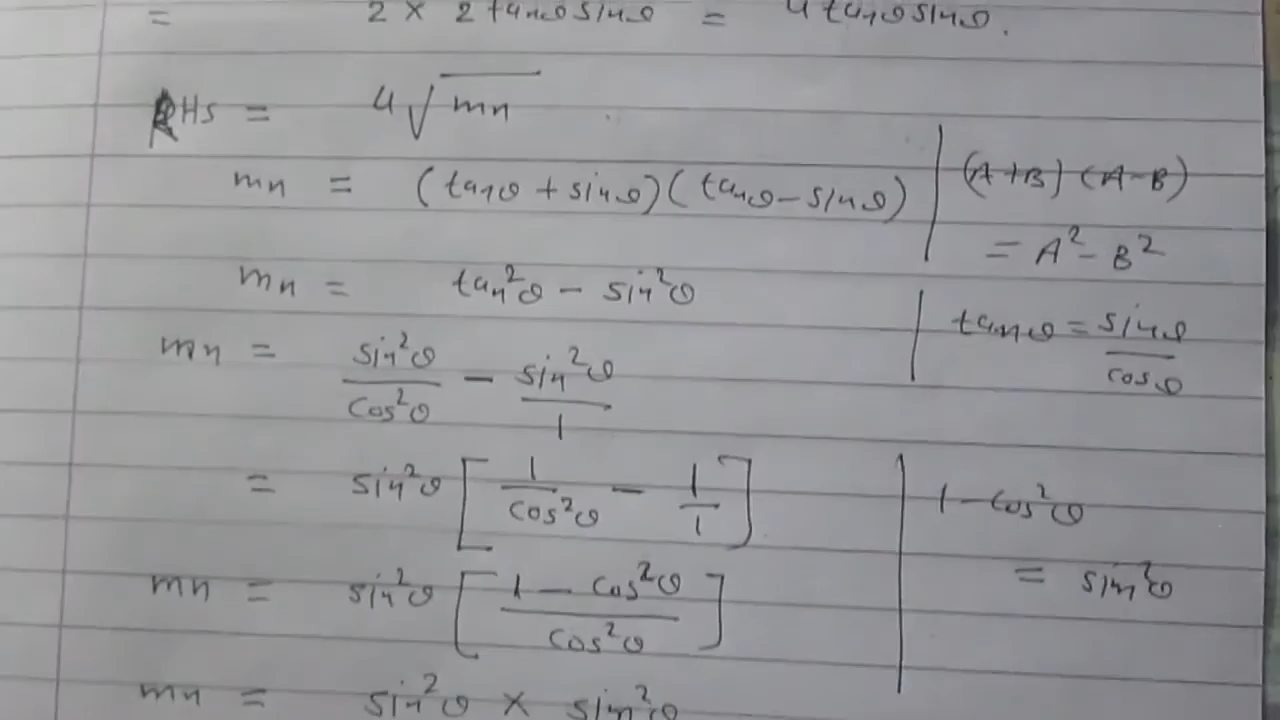 = 2 × 2 tanθ sinθ = 4 tanθ sinθ.
RHS = 4√mn
mn = (tanθ + sinθ)(tanθ − sinθ) | (A+B) (A−B)
= A² − B²
mn = tan²θ − sin²θ
tanθ = sinθ/cosθ
mn = sin²θ/cos²θ − sin²θ/1
= sin²θ [1/cos²θ − 1/1] | 1 − cos²θ
= sin²θ
mn = sin²θ [(1 − cos²θ)/cos²θ]
mn = sin²θ × sin²θ